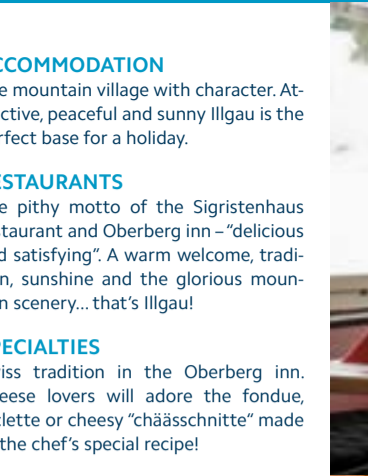 CCOMMODATION
e mountain village with character. At-
ctive, peaceful and sunny Illgau is the
rfect base for a holiday.
ESTAURANTS
e pithy motto of the Sigristenhaus
staurant and Oberberg inn – “delicious
d satisfying“. A warm welcome, tradi-
n, sunshine and the glorious moun-
n scenery... that’s Illgau!
PECIALTIES
iss tradition in the Oberberg inn.
eese lovers will adore the fondue,
lette or cheesy “chäässchnitte“ made
the chef’s special recipe!